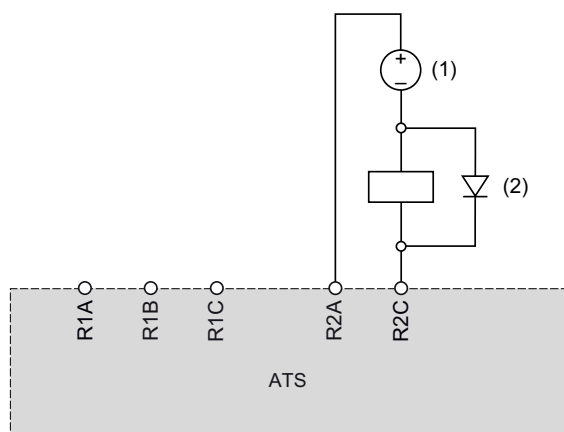 +
(1)
−
(2)
R1A
R1B
R1C
R2A
R2C
ATS